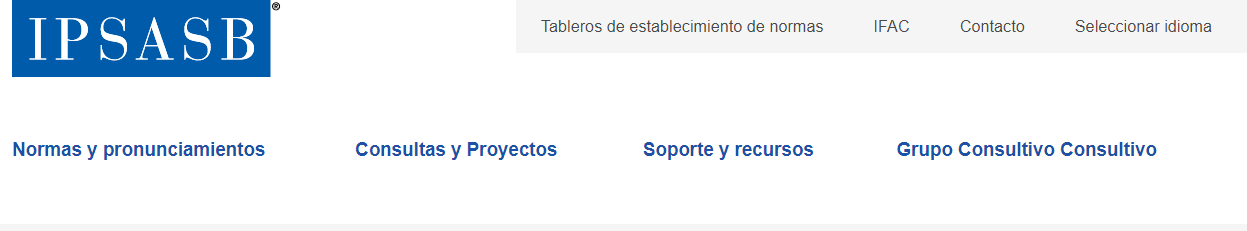 IPSASB®
Tableros de establecimiento de normas IFAC Contacto Seleccionar idioma
Normas y pronunciamientos Consultas y Proyectos Soporte y recursos Grupo Consultivo Consultivo